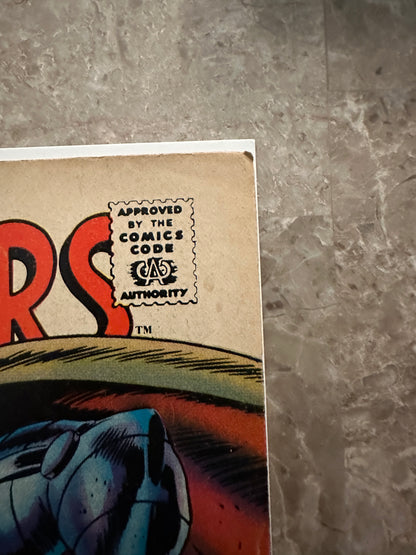 RS
TM
APPROVED
BY THE
COMICS
CODE
CA
AUTHORITY